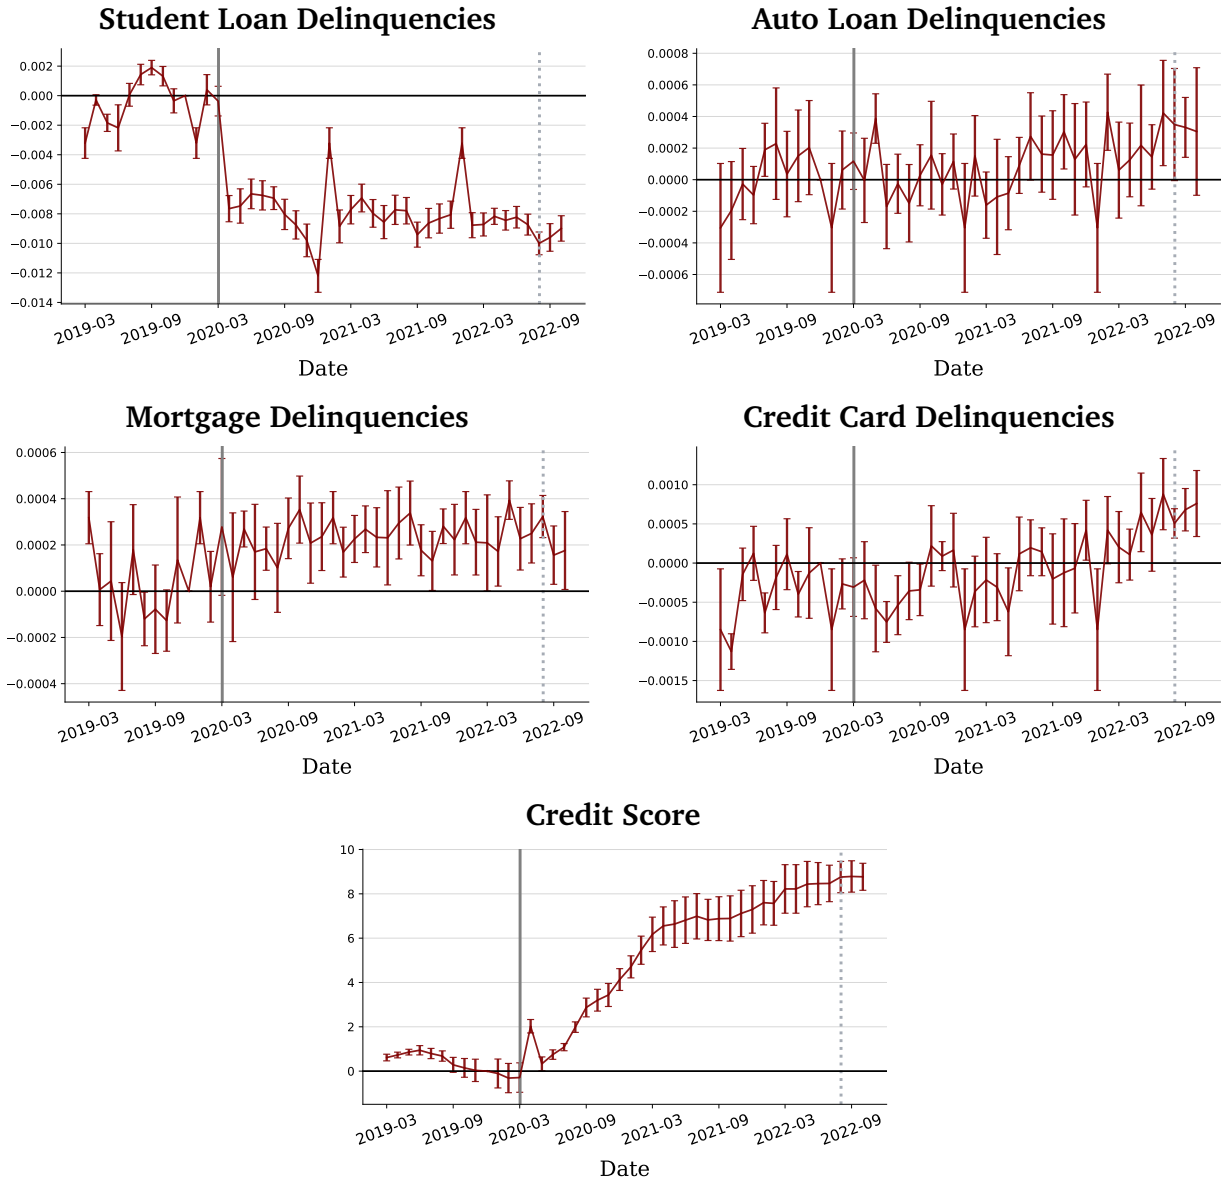 Student Loan Delinquencies
0.002
0.000
−0.002
−0.004
−0.006
−0.008
−0.010
−0.012
−0.014
2019-03 2019-09 2020-03 2020-09 2021-03 2021-09 2022-03 2022-09
Date
Auto Loan Delinquencies
0.0008
0.0006
0.0004
0.0002
0.0000
−0.0002
−0.0004
−0.0006
2019-03 2019-09 2020-03 2020-09 2021-03 2021-09 2022-03 2022-09
Date
Mortgage Delinquencies
0.0006
0.0004
0.0002
0.0000
−0.0002
−0.0004
2019-03 2019-09 2020-03 2020-09 2021-03 2021-09 2022-03 2022-09
Date
Credit Card Delinquencies
0.0010
0.0005
0.0000
−0.0005
−0.0010
−0.0015
2019-03 2019-09 2020-03 2020-09 2021-03 2021-09 2022-03 2022-09
Date
Credit Score
10
8
6
4
2
0
2019-03 2019-09 2020-03 2020-09 2021-03 2021-09 2022-03 2022-09
Date